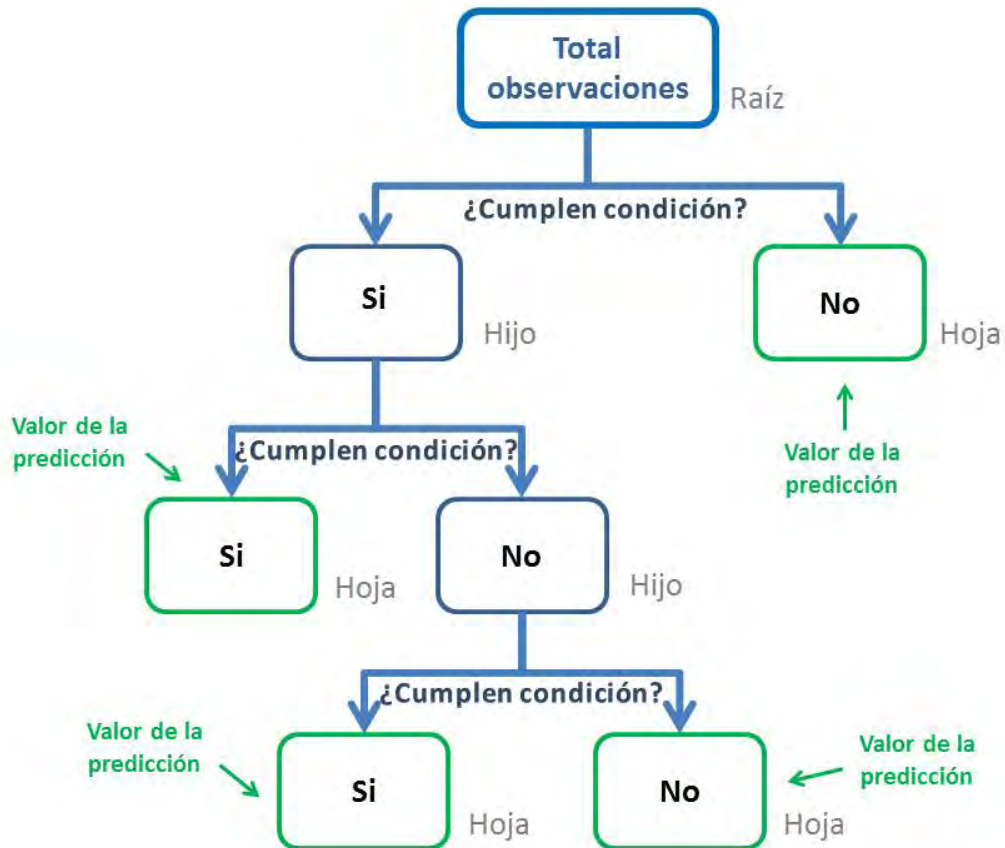 Total
observaciones
Raíz
¿Cumplen condición?
Si
Hijo
No
Hoja
Valor de la
predicción
¿Cumplen condición?
Valor de la
predicción
Si
Hoja
No
Hijo
¿Cumplen condición?
Valor de la
predicción
Si
Hoja
No
Hoja
Valor de la
predicción